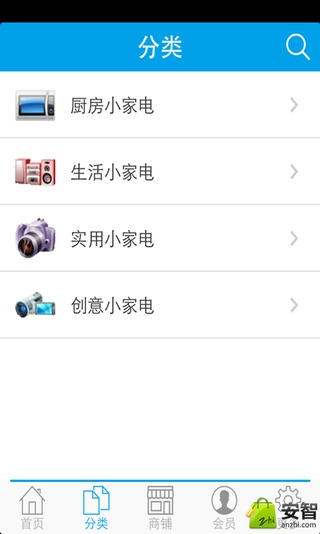 分类
厨房小家电
生活小家电
实用小家电
创意小家电
首页
分类
商铺
会员
安智
anzhi.com
zhi